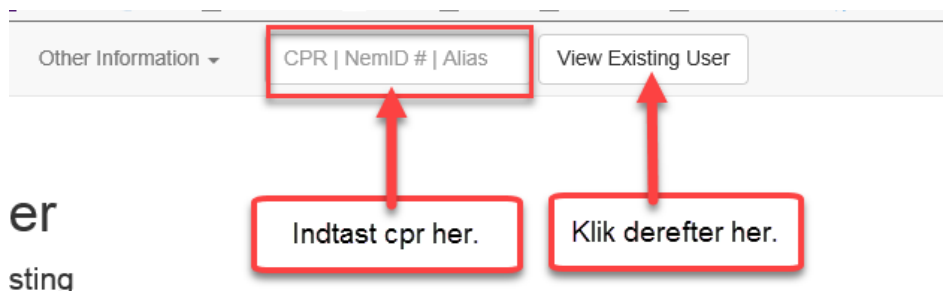 Other Information
CPR | NemID # | Alias
View Existing User
Indtast cpr her.
Klik derefter her.
er
sting